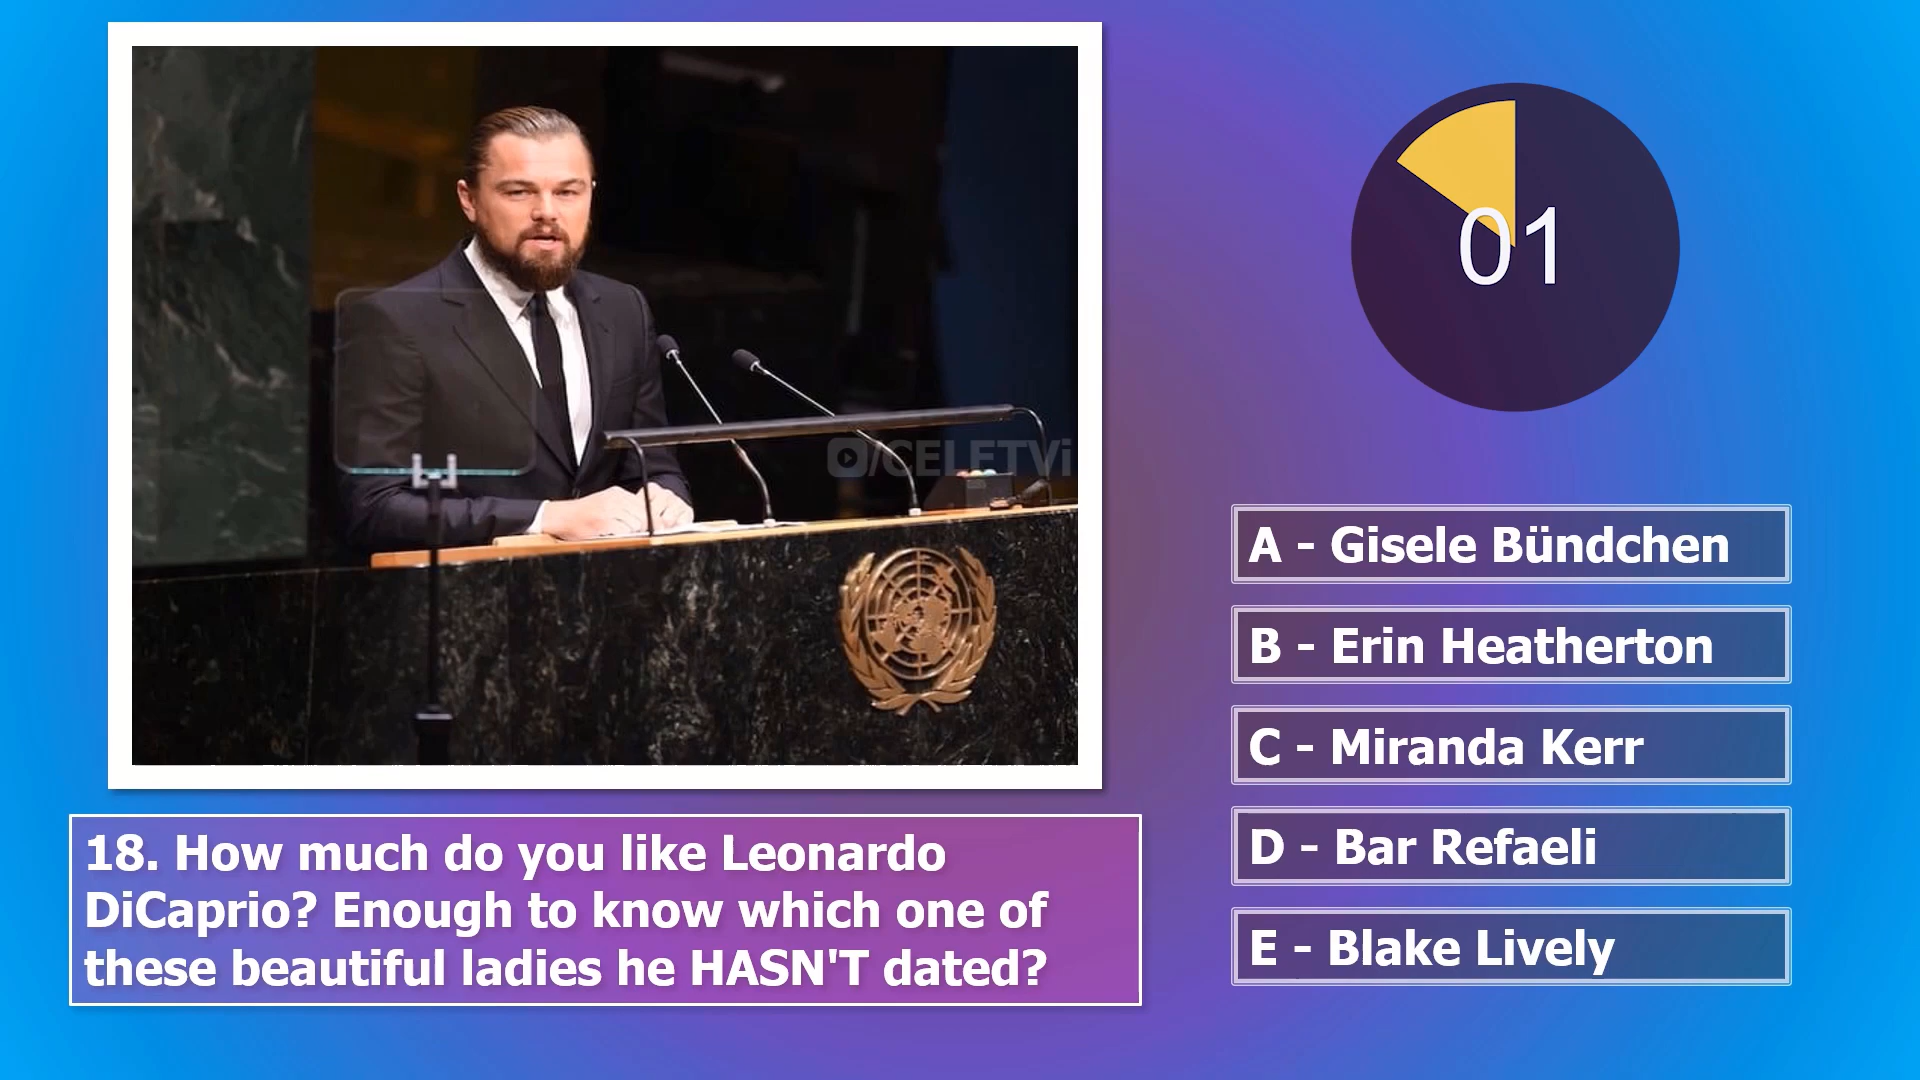 /CELETVi
01
A - Gisele Bündchen
B - Erin Heatherton
C - Miranda Kerr
D - Bar Refaeli
E - Blake Lively
18. How much do you like Leonardo
DiCaprio? Enough to know which one of
these beautiful ladies he HASN'T dated?